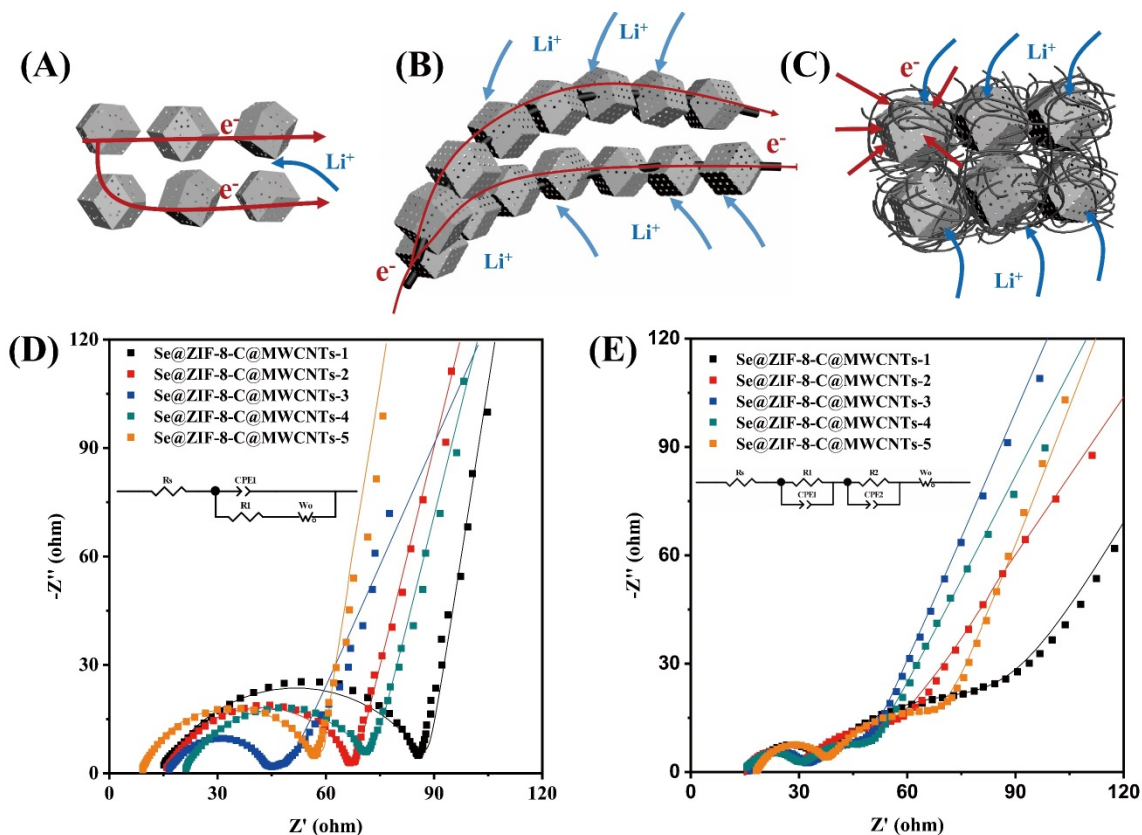 (A)
e⁻
Li⁺
e⁻
(B)
Li⁺
Li⁺
e⁻
Li⁺
Li⁺
e⁻
(C)
e⁻
Li⁺
Li⁺
(D)
120
90
60
30
0
-Z'' (ohm)
Se@ZIF-8-C@MWCNTs-1
Se@ZIF-8-C@MWCNTs-2
Se@ZIF-8-C@MWCNTs-3
Se@ZIF-8-C@MWCNTs-4
Se@ZIF-8-C@MWCNTs-5
Rs
CPE1
R1
Wo
0 30 60 90 120
Z' (ohm)
(E)
120
90
60
30
0
-Z'' (ohm)
Se@ZIF-8-C@MWCNTs-1
Se@ZIF-8-C@MWCNTs-2
Se@ZIF-8-C@MWCNTs-3
Se@ZIF-8-C@MWCNTs-4
Se@ZIF-8-C@MWCNTs-5
Rs R1 R2 Wo
CPE1 CPE2
0 30 60 90 120
Z' (ohm)